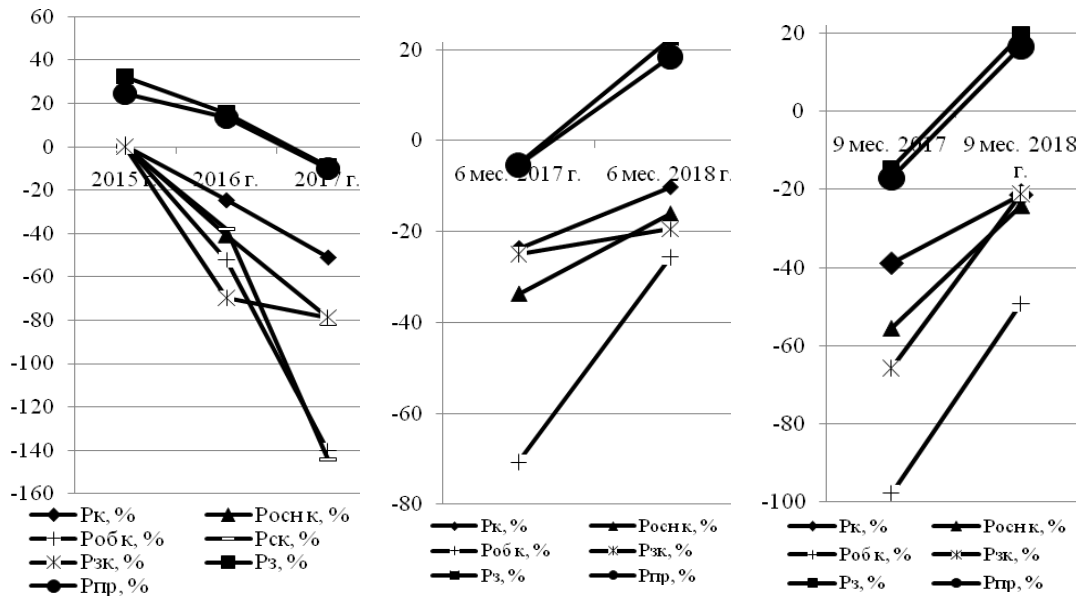 60
40
20
0
-20
-40
-60
-80
-100
-120
-140
-160
2015 г. 2016 г. 2017 г.
Рк, % Росн к, %
Роб к, % Рск, %
Рзк, % Рз, %
Рпр, %
20
0
-20
-40
-60
-80
6 мес. 2017 г. 6 мес. 2018 г.
Рк, % Росн к, %
Роб к, % Рзк, %
Рз, % Рпр, %
20
0
-20
-40
-60
-80
-100
9 мес. 2017 9 мес. 2018
г.
Рк, % Росн к, %
Роб к, % Рзк, %
Рз, % Рпр, %